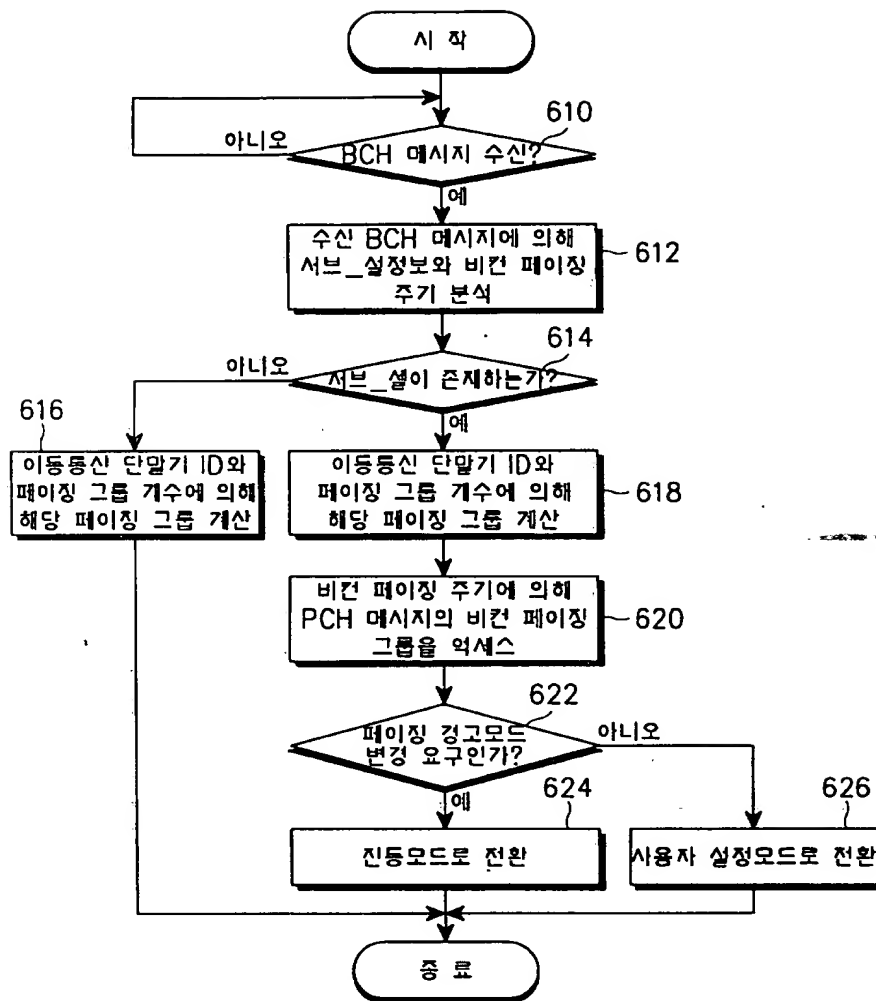 시 작
610
아니오
BCH 메시지 수신?
예
수신 BCH 메시지에 의해
서브_셀정보와 비컨 페이징
주기 분석
612
614
아니오
서브_셀이 존재하는가?
예
616
이동통신 단말기 ID와
페이징 그룹 개수에 의해
해당 페이징 그룹 계산
이동통신 단말기 ID와
페이징 그룹 개수에 의해
해당 페이징 그룹 계산
618
비컨 페이징 주기에 의해
PCH 메시지의 비컨 페이징
그룹을 억세스
620
622
페이징 경고모드
변경 요구인가?
아니오
예
624
진동모드로 전환
626
사용자 설정모드로 전환
종 료